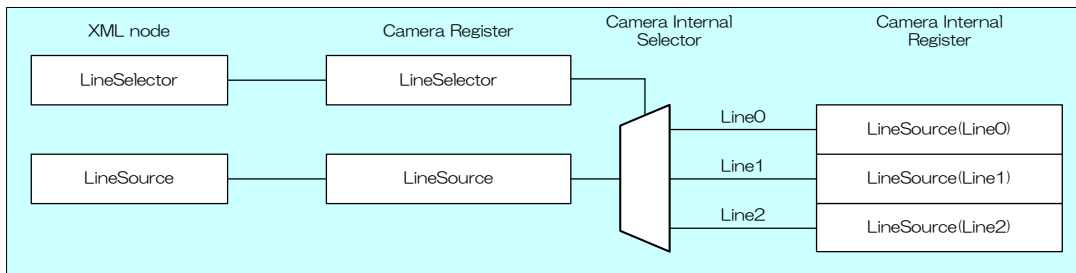 XML node
Camera Register
Camera Internal
Selector
Camera Internal
Register
LineSelector
LineSelector
Line0
LineSource(Line0)
LineSource
LineSource
Line1
LineSource(Line1)
Line2
LineSource(Line2)